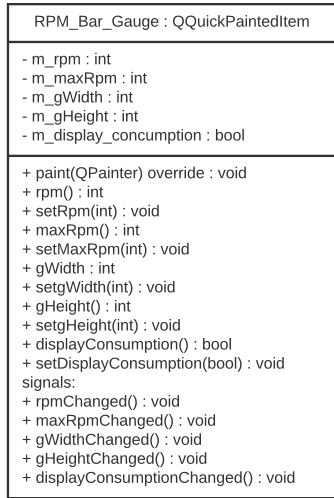 RPM_Bar_Gauge : QQuickPaintedItem
- m_rpm : int
- m_maxRpm : int
- m_gWidth : int
- m_gHeight : int
- m_display_concumption : bool
+ paint(QPainter) override : void
+ rpm() : int
+ setRpm(int) : void
+ maxRpm() : int
+ setMaxRpm(int) : void
+ gWidth : int
+ setgWidth(int) : void
+ gHeight() : int
+ setgHeight(int) : void
+ displayConsumption() : bool
+ setDisplayConsumption(bool) : void
signals:
+ rpmChanged() : void
+ maxRpmChanged() : void
+ gWidthChanged() : void
+ gHeightChanged() : void
+ displayConsumptionChanged() : void